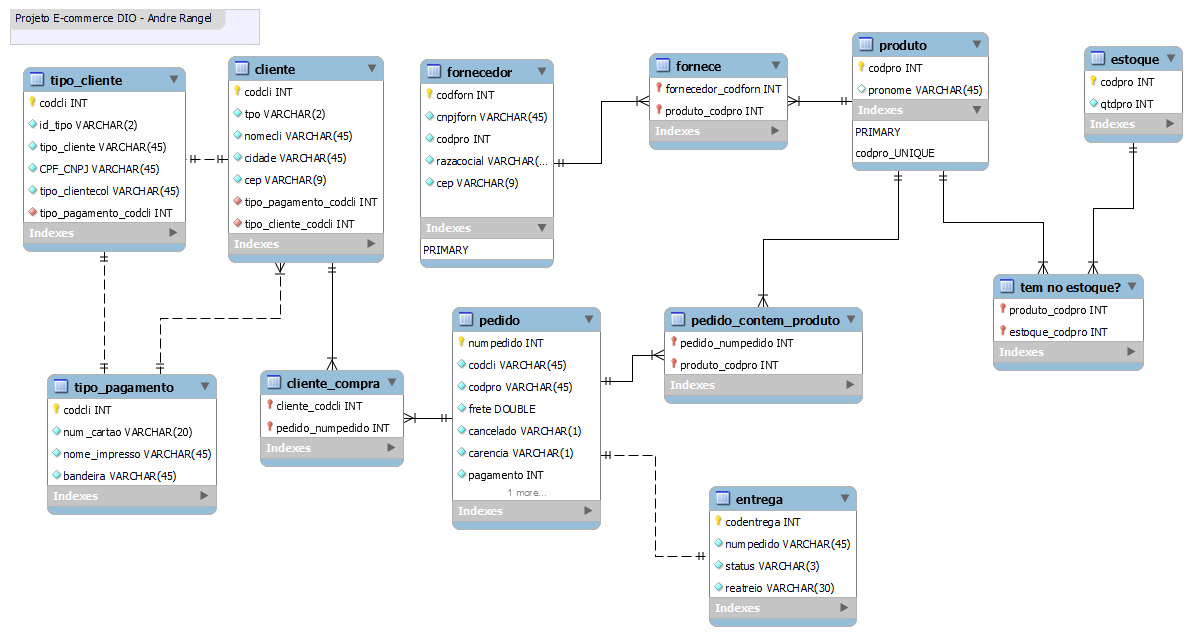 Projeto E-commerce DIO - Andre Rangel
tipo_cliente
codcli INT
id_tipo VARCHAR(2)
tipo_cliente VARCHAR(45)
CPF_CNPJ VARCHAR(45)
tipo_clientecol VARCHAR(45)
tipo_pagamento_codcli INT
Indexes
cliente
codcli INT
tpo VARCHAR(2)
nomecli VARCHAR(45)
cidade VARCHAR(45)
cep VARCHAR(9)
tipo_pagamento_codcli INT
tipo_cliente_codcli INT
Indexes
fornecedor
codforn INT
cnpjforn VARCHAR(45)
codpro INT
razacocial VARCHAR(...
cep VARCHAR(9)
Indexes
PRIMARY
fornece
fornecedor_codforn INT
produto_codpro INT
Indexes
produto
codpro INT
pronome VARCHAR(45)
Indexes
PRIMARY
codpro_UNIQUE
estoque
codpro INT
qtdpro INT
Indexes
tem no estoque?
produto_codpro INT
estoque_codpro INT
Indexes
tipo_pagamento
codcli INT
num_cartao VARCHAR(20)
nome_impresso VARCHAR(45)
bandeira VARCHAR(45)
Indexes
cliente_compra
cliente_codcli INT
pedido_numpedido INT
Indexes
pedido
numpedido INT
codcli VARCHAR(45)
codpro VARCHAR(45)
frete DOUBLE
cancelado VARCHAR(1)
carencia VARCHAR(1)
pagamento INT
1 more...
Indexes
pedido_contem_produto
pedido_numpedido INT
produto_codpro INT
Indexes
entrega
codentrega INT
numpedido VARCHAR(45)
status VARCHAR(3)
reatreio VARCHAR(30)
Indexes